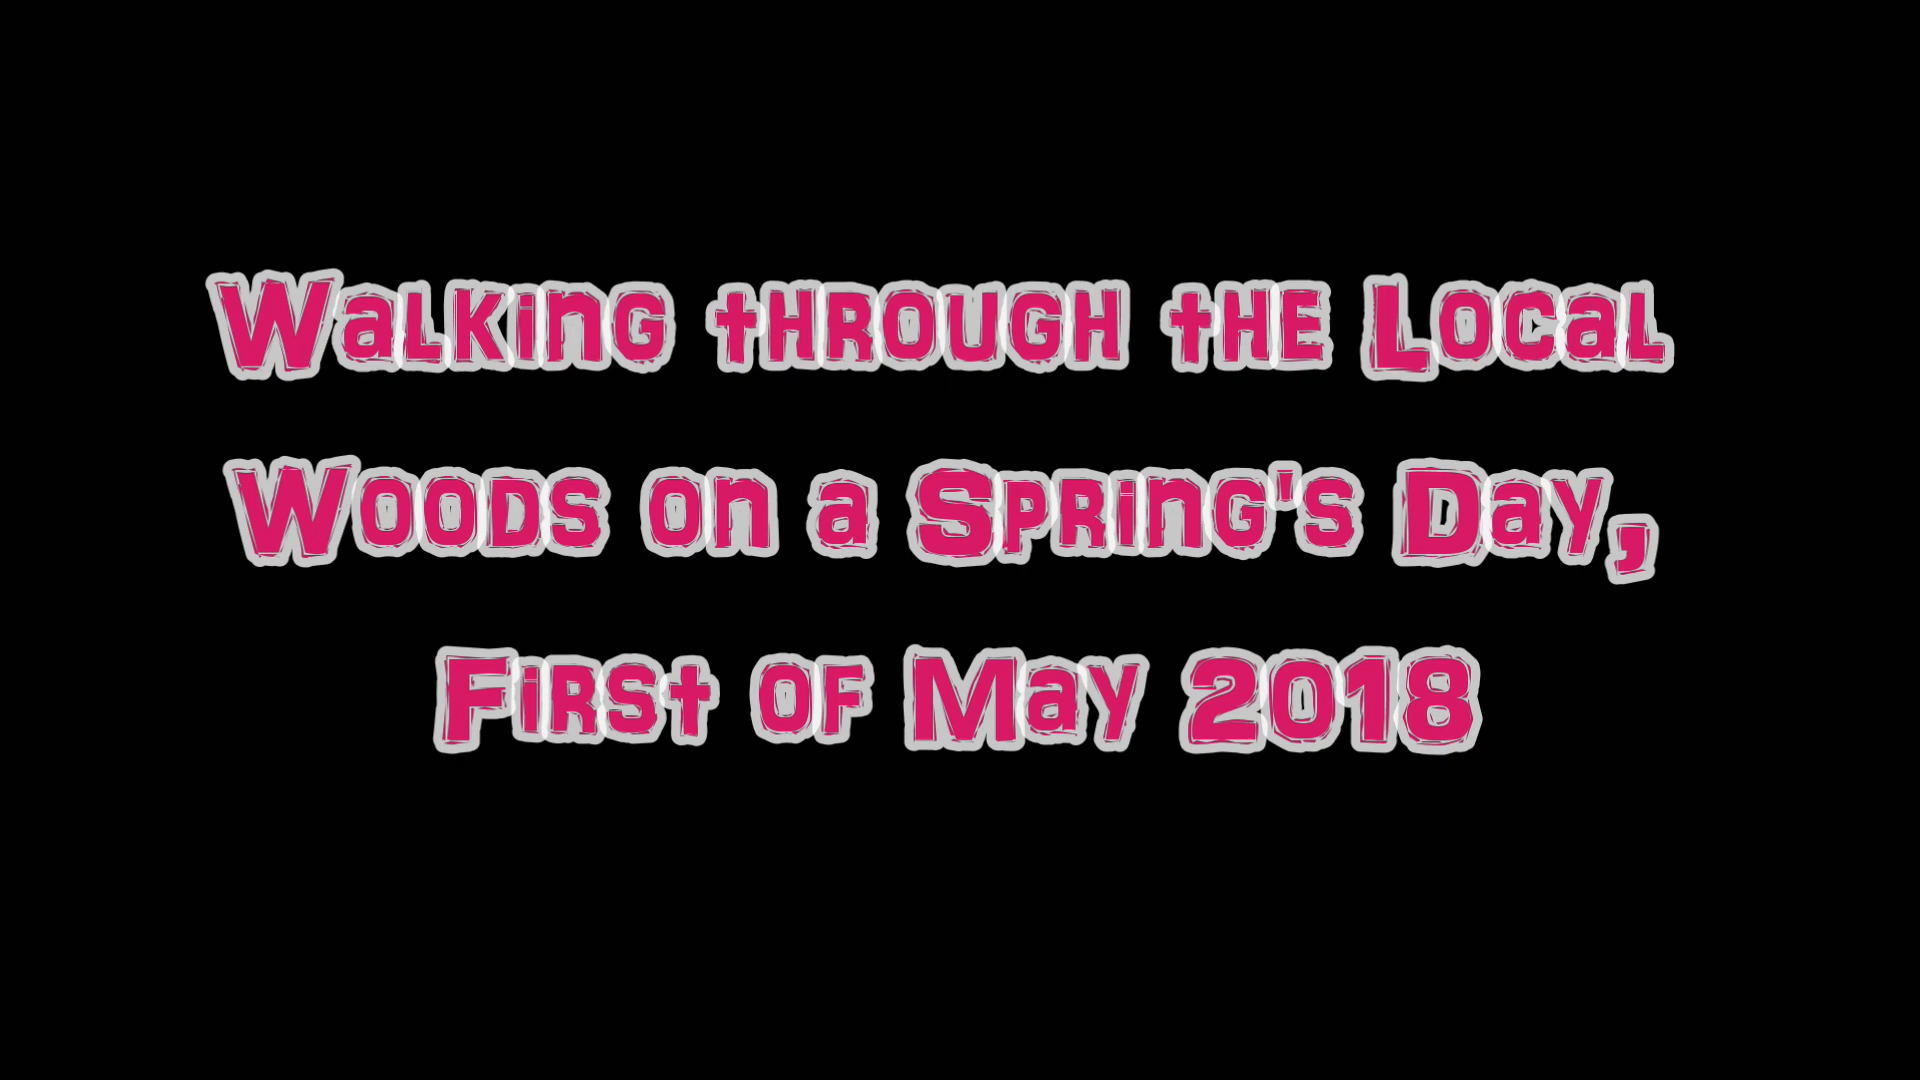 Walking through the Local
Woods on a Spring's Day,
First of May 2018